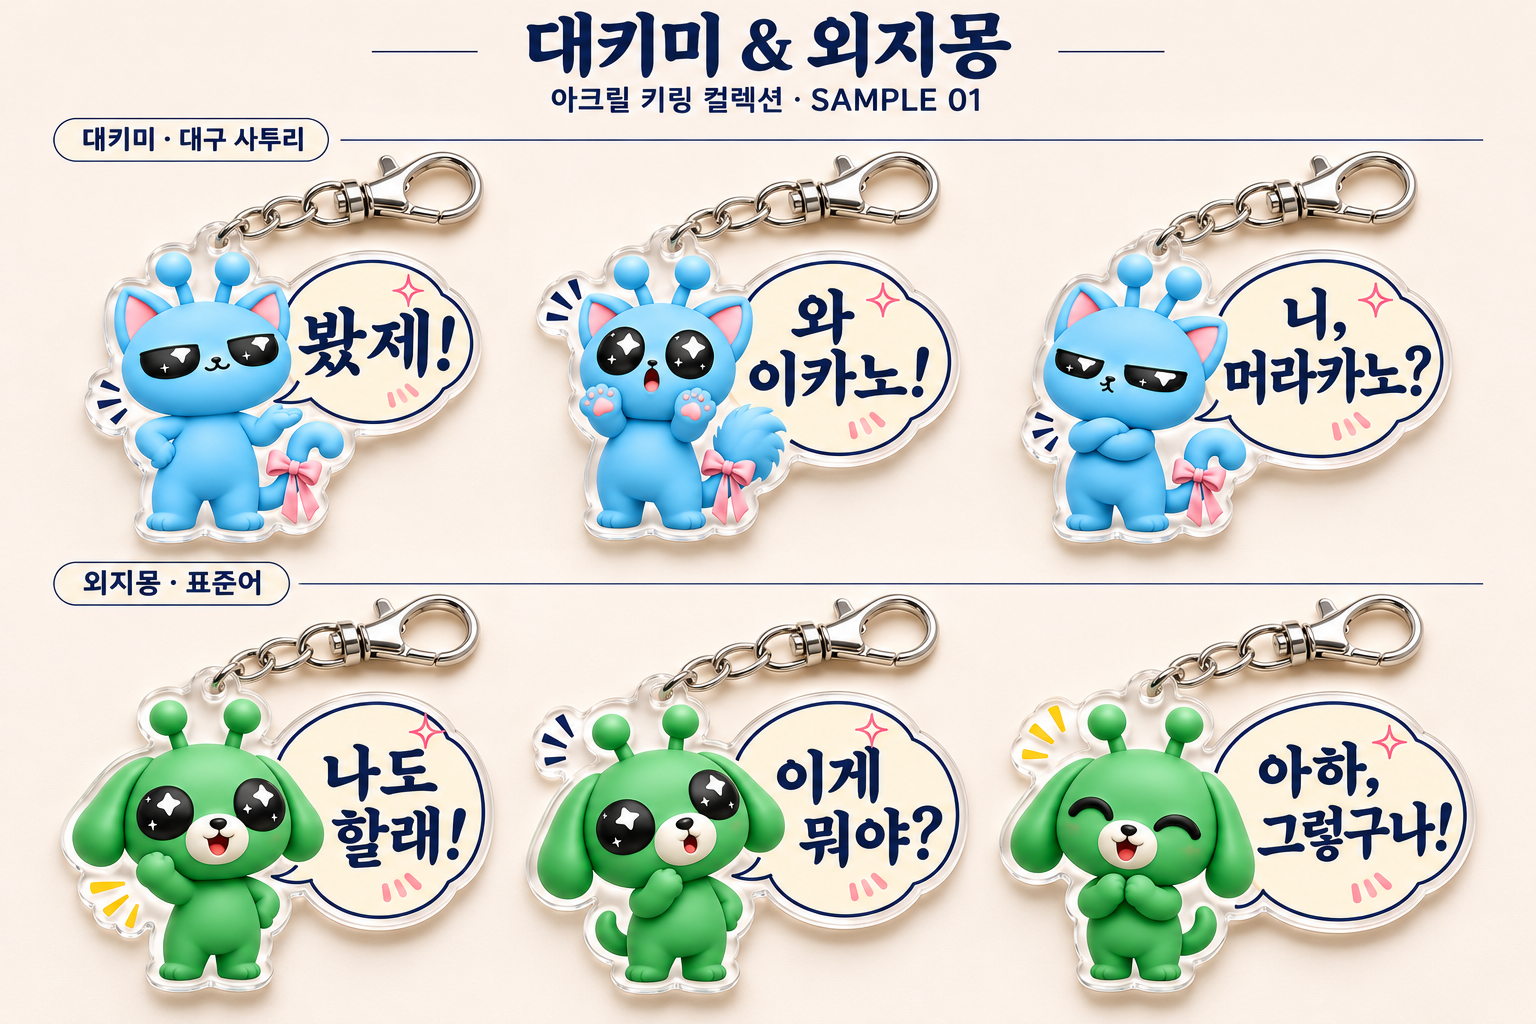 대키미 & 외지몽
아크릴 키링 컬렉션 · SAMPLE 01
대키미 · 대구 사투리
봤제!
와
이카노!
니,
머라카노?
외지몽 · 표준어
나도
할래!
이게
뭐야?
아하,
그렇구나!